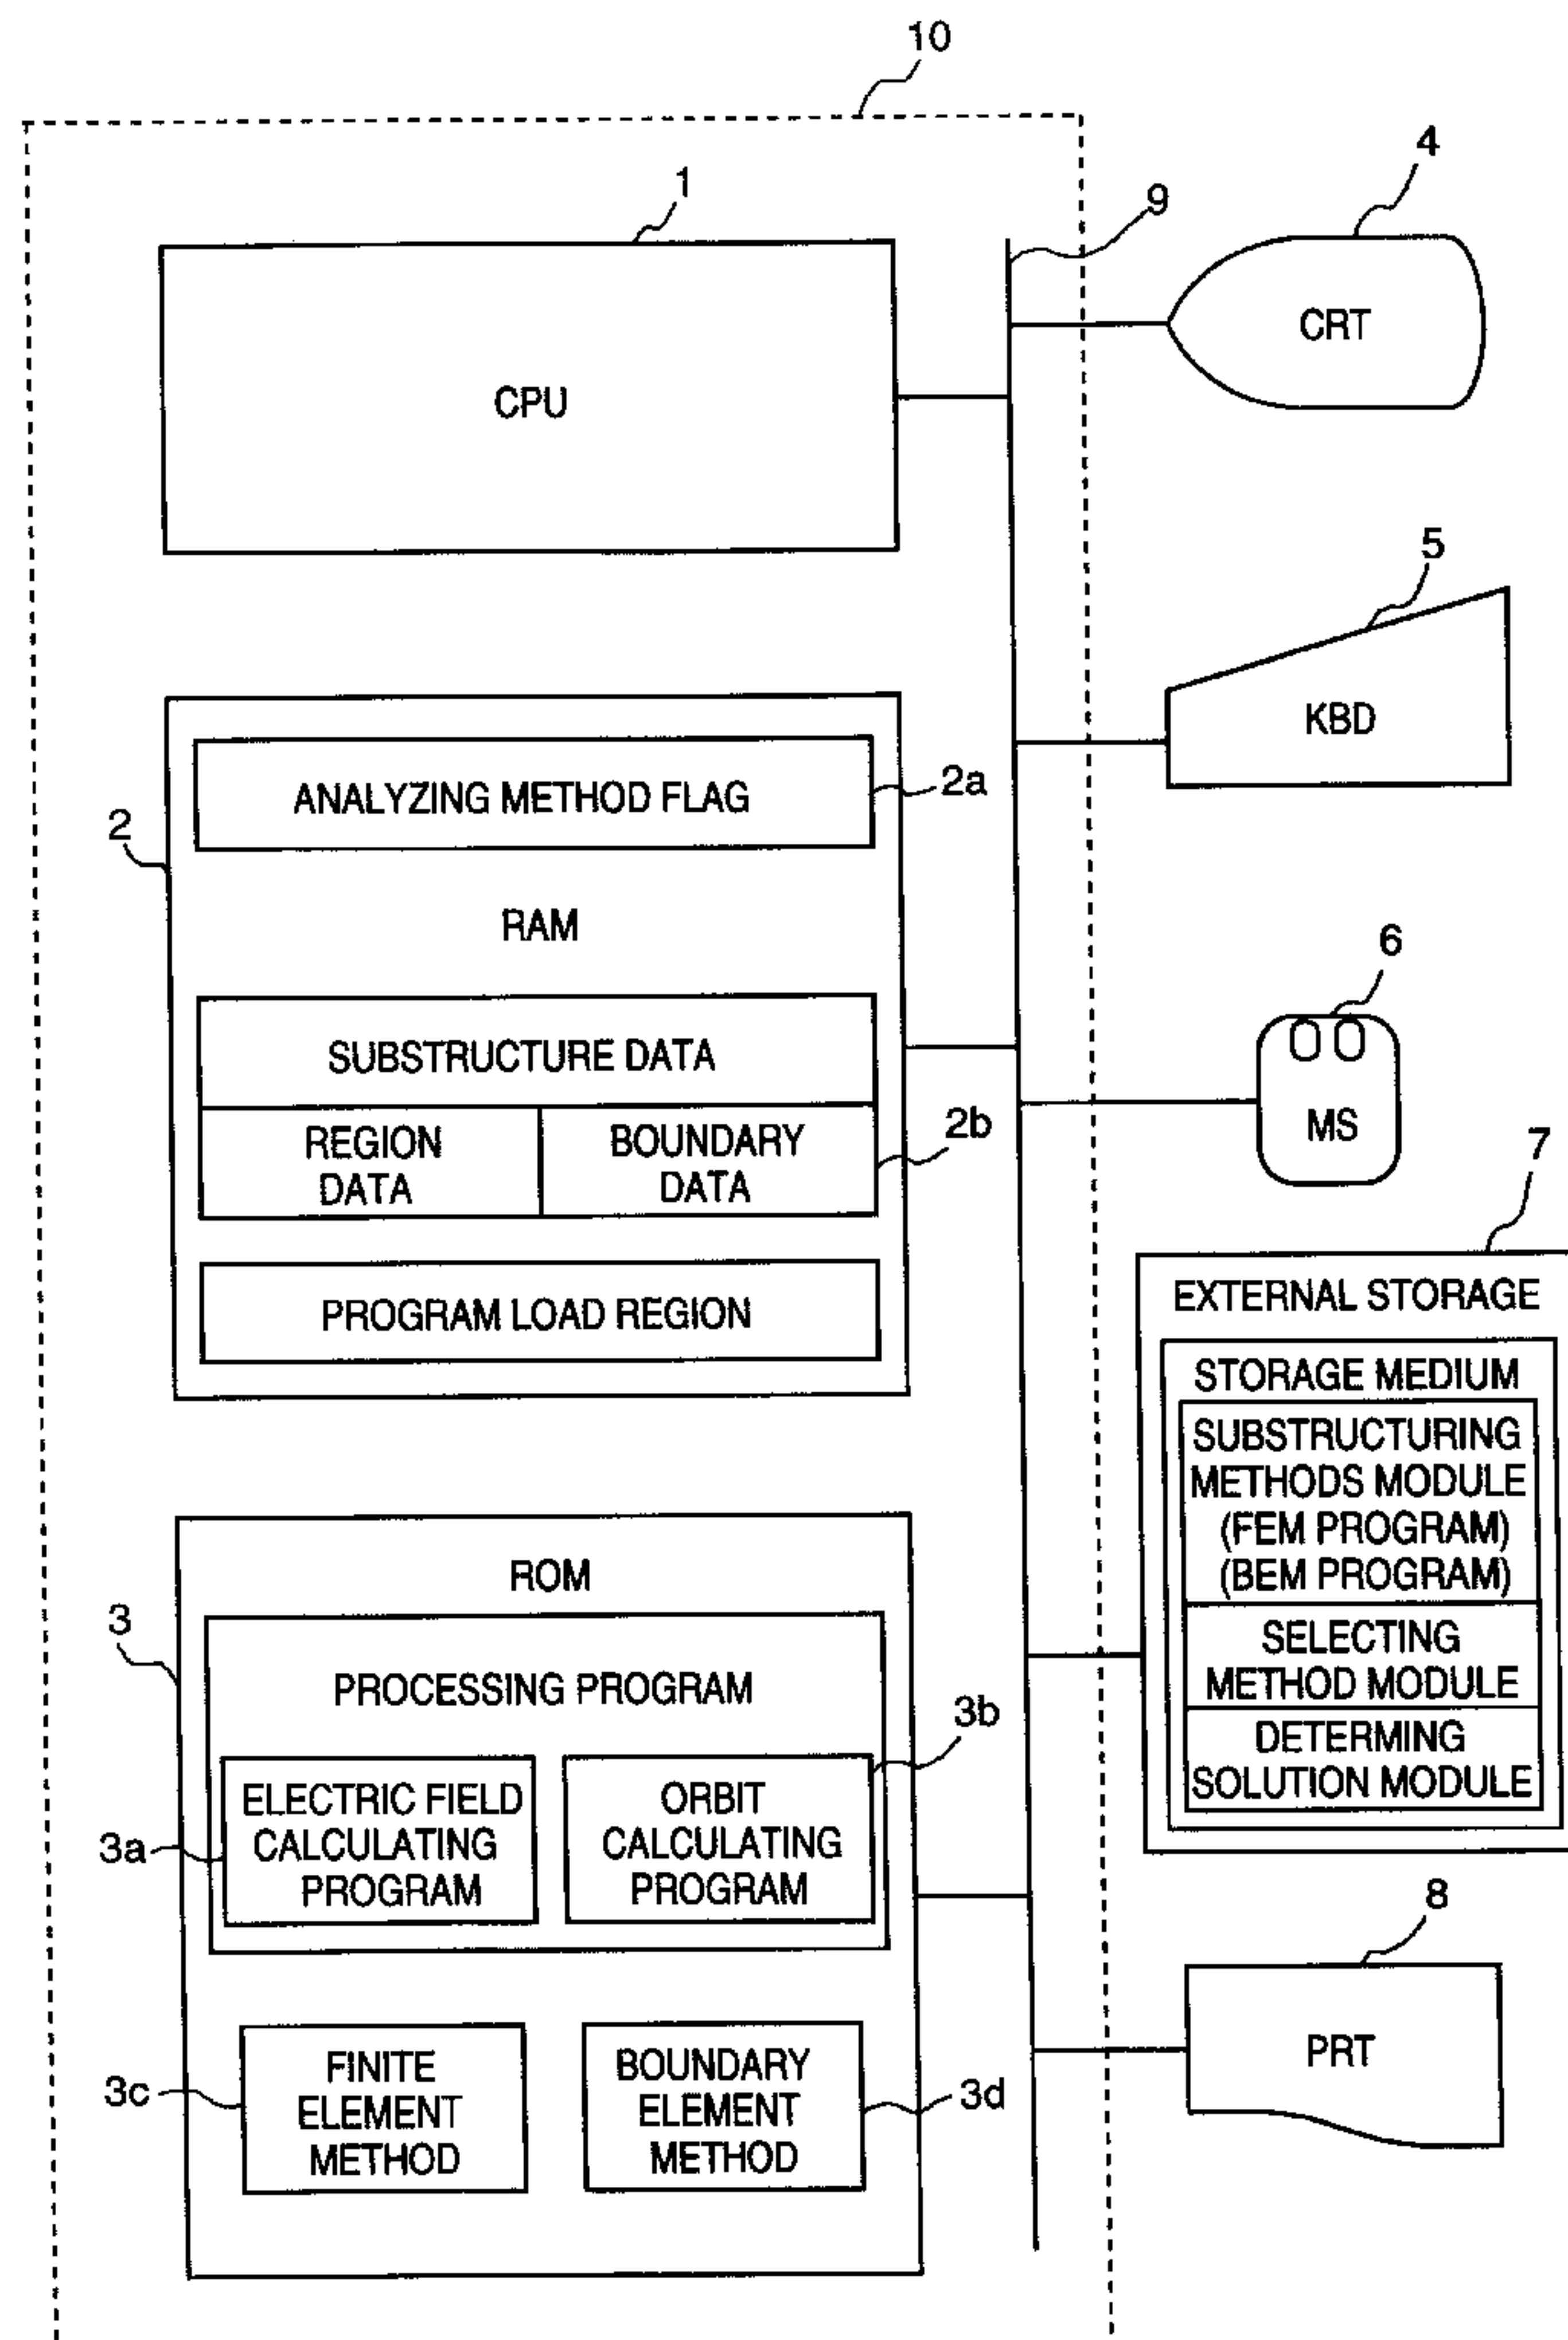 10
1
9
4
CPU
CRT
5
KBD
2
ANALYZING METHOD FLAG
2a
RAM
6
MS
SUBSTRUCTURE DATA
REGION
DATA
BOUNDARY
DATA
2b
PROGRAM LOAD REGION
7
EXTERNAL STORAGE
STORAGE MEDIUM
SUBSTRUCTURING
METHODS MODULE
(FEM PROGRAM)
(BEM PROGRAM)
SELECTING
METHOD MODULE
DETERMING
SOLUTION MODULE
3
ROM
PROCESSING PROGRAM
3a
ELECTRIC FIELD
CALCULATING
PROGRAM
3b
ORBIT
CALCULATING
PROGRAM
8
PRT
3c
FINITE
ELEMENT
METHOD
BOUNDARY
ELEMENT
METHOD
3d